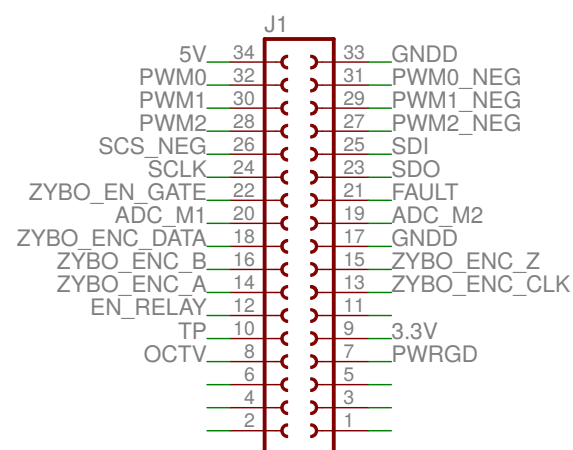 J1
5V 34 33 GNDD
PWM0 32 31 PWM0_NEG
PWM1 30 29 PWM1_NEG
PWM2 28 27 PWM2_NEG
SCS_NEG 26 25 SDI
SCLK 24 23 SDO
ZYBO_EN_GATE 22 21 FAULT
ADC_M1 20 19 ADC_M2
ZYBO_ENC_DATA 18 17 GNDD
ZYBO_ENC_B 16 15 ZYBO_ENC_Z
ZYBO_ENC_A 14 13 ZYBO_ENC_CLK
EN_RELAY 12 11
TP 10 9 3.3V
OCTV 8 7 PWRGD
6 5
4 3
2 1